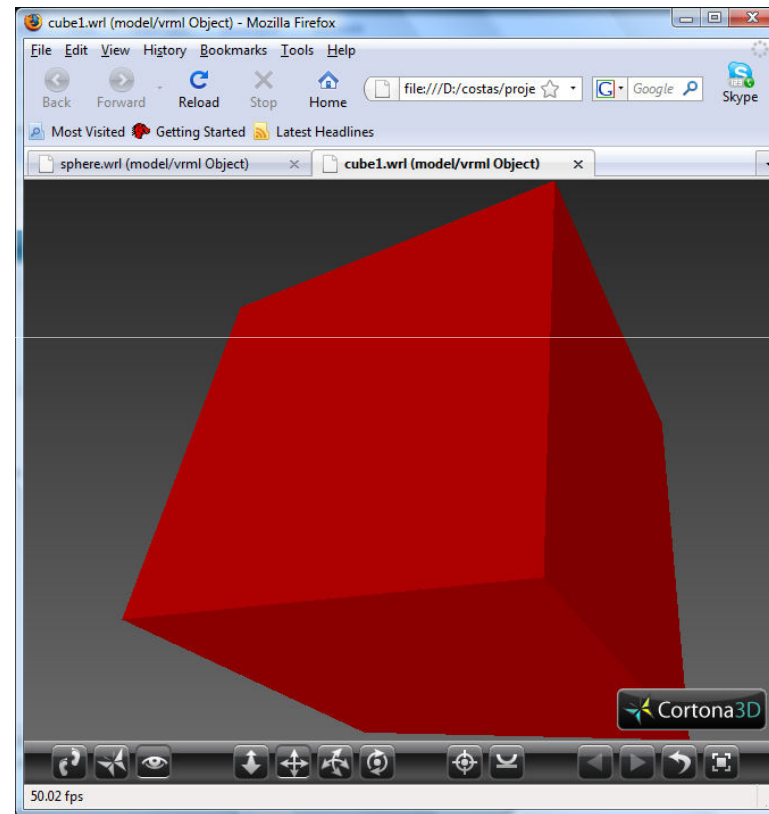 cube1.wrl (model/vrml Object) - Mozilla Firefox
File Edit View History Bookmarks Tools Help
Back Forward Reload Stop Home file:///D:/costas/proje G Google Skype
Most Visited Getting Started Latest Headlines
sphere.wrl (model/vrml Object) cube1.wrl (model/vrml Object)
Cortona3D
50.02 fps